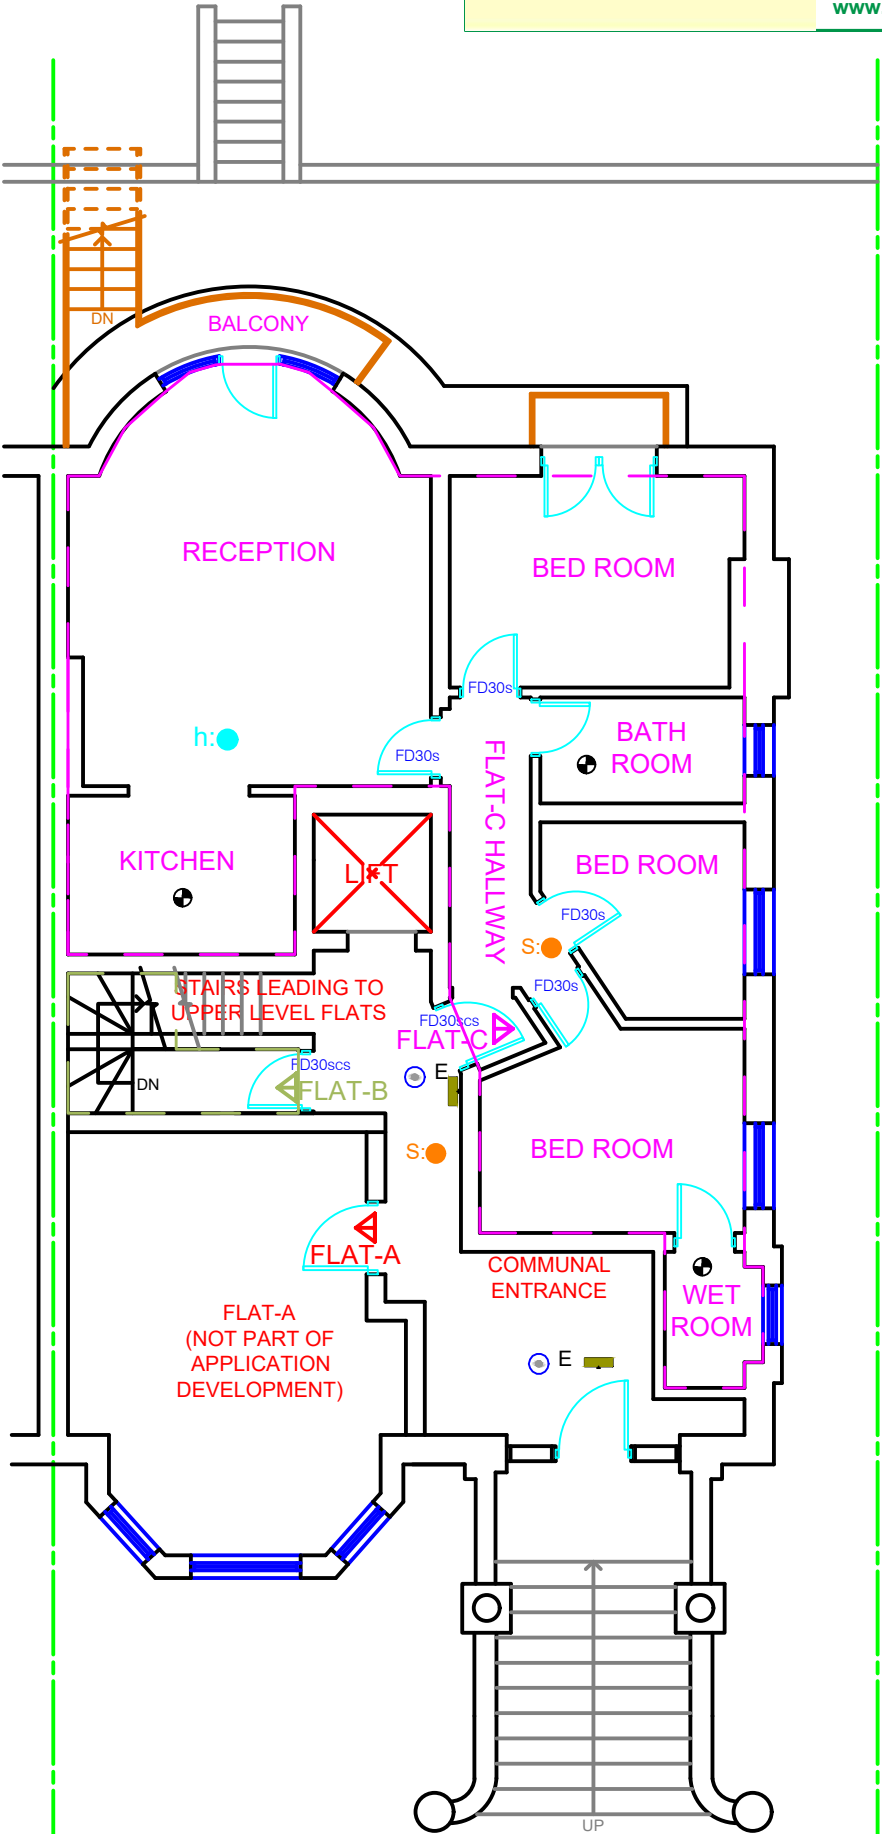 www
DN
BALCONY
RECEPTION
BED ROOM
FD30s
h:
FD30s
BATH
ROOM
FLAT-C HALLWAY
KITCHEN
LIFT
BED ROOM
FD30s
S:
STAIRS LEADING TO
UPPER LEVEL FLATS
FD30s
FD30scs
FLAT-C
FD30scs
E
DN
FLAT-B
S:
BED ROOM
FLAT-A
COMMUNAL
ENTRANCE
WET
ROOM
FLAT-A
(NOT PART OF
APPLICATION
DEVELOPMENT)
E
UP